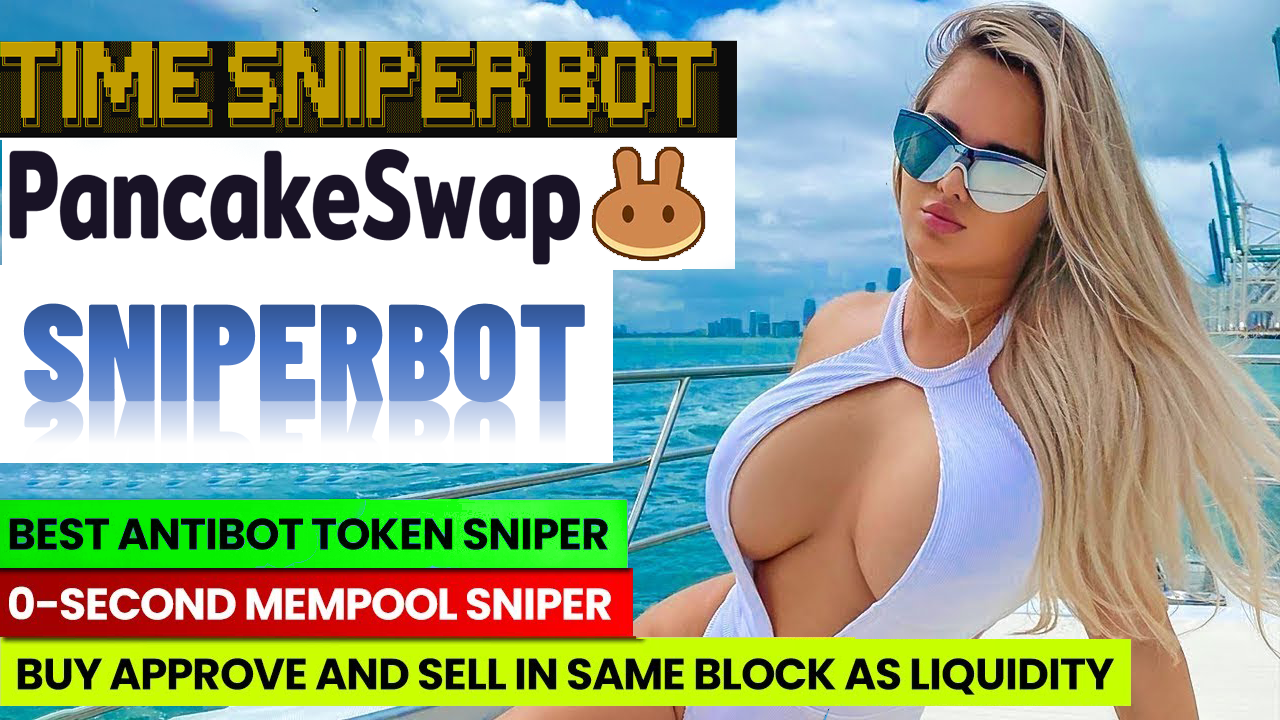 TIME SNIPER BOT
PancakeSwap
SNIPERBOT
BEST ANTIBOT TOKEN SNIPER
0-SECOND MEMPOOL SNIPER
BUY APPROVE AND SELL IN SAME BLOCK AS LIQUIDITY